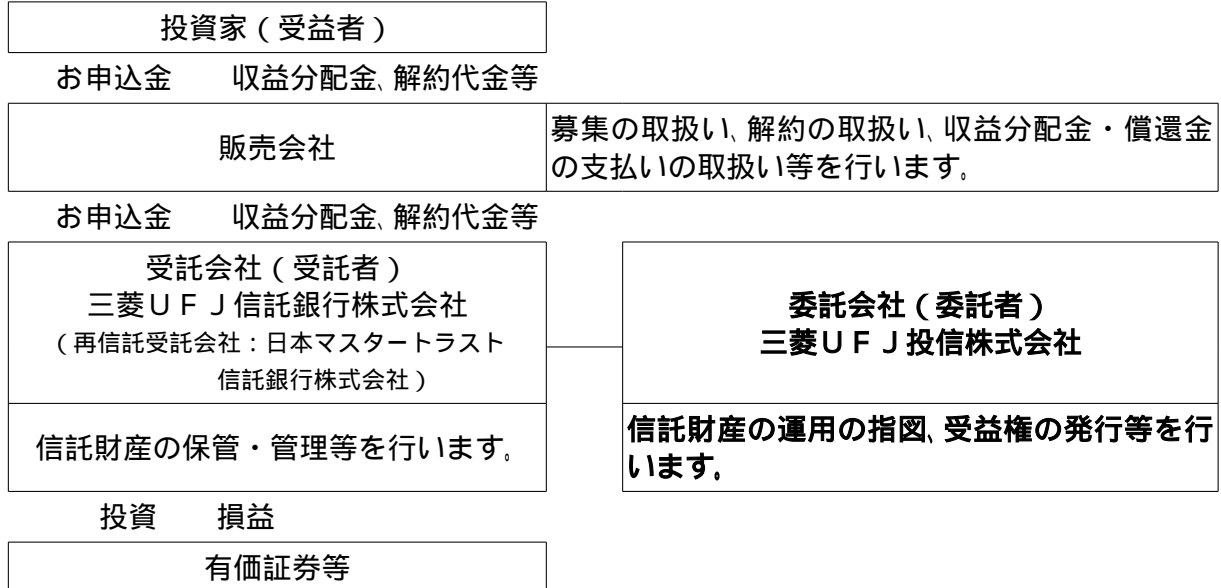 投資家（受益者）
お申込金　　収益分配金、解約代金等
販売会社
募集の取扱い、解約の取扱い、収益分配金・償還金
の支払いの取扱い等を行います。
お申込金　　収益分配金、解約代金等
受託会社（受託者）
三菱ＵＦＪ信託銀行株式会社
（再信託受託会社：日本マスタートラスト
信託銀行株式会社）
委託会社（委託者）
三菱ＵＦＪ投信株式会社
信託財産の保管・管理等を行います。
信託財産の運用の指図、受益権の発行等を行
います。
投資　　損益
有価証券等